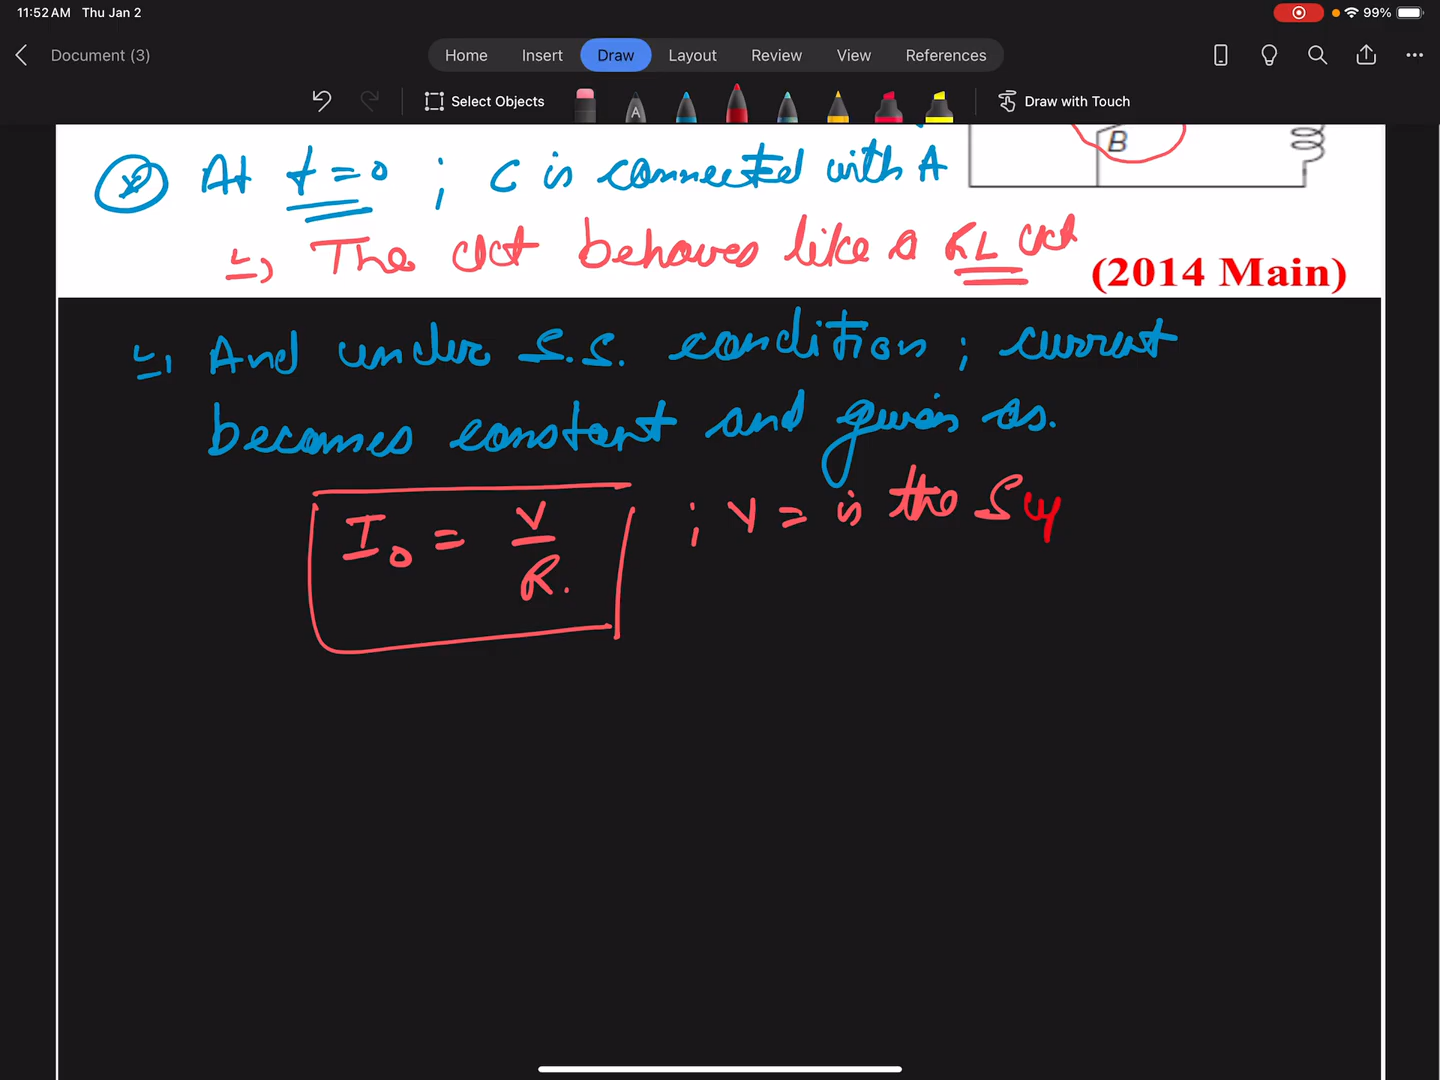 11:52 AM Thu Jan 2
99%
Document (3)
Home Insert Draw Layout Review View References
Select Objects
A
Draw with Touch
B
At t=0 ; C is connected with A
The ckt behaves like a RL ckt
(2014 Main)
And under S.S. condition ; current
becomes constant and given as.
I₀ = V/R. ; V = is the Sup